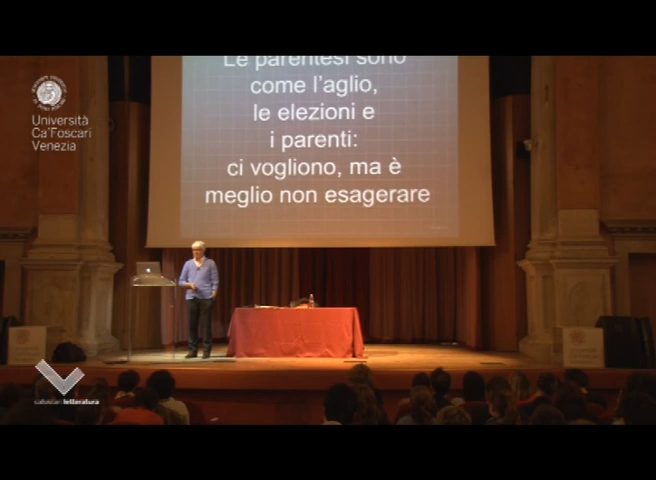 Università
Ca'Foscari
Venezia
Le parentesi sono
come l'aglio,
le elezioni e
i parenti:
ci vogliono, ma è
meglio non esagerare
letteratura